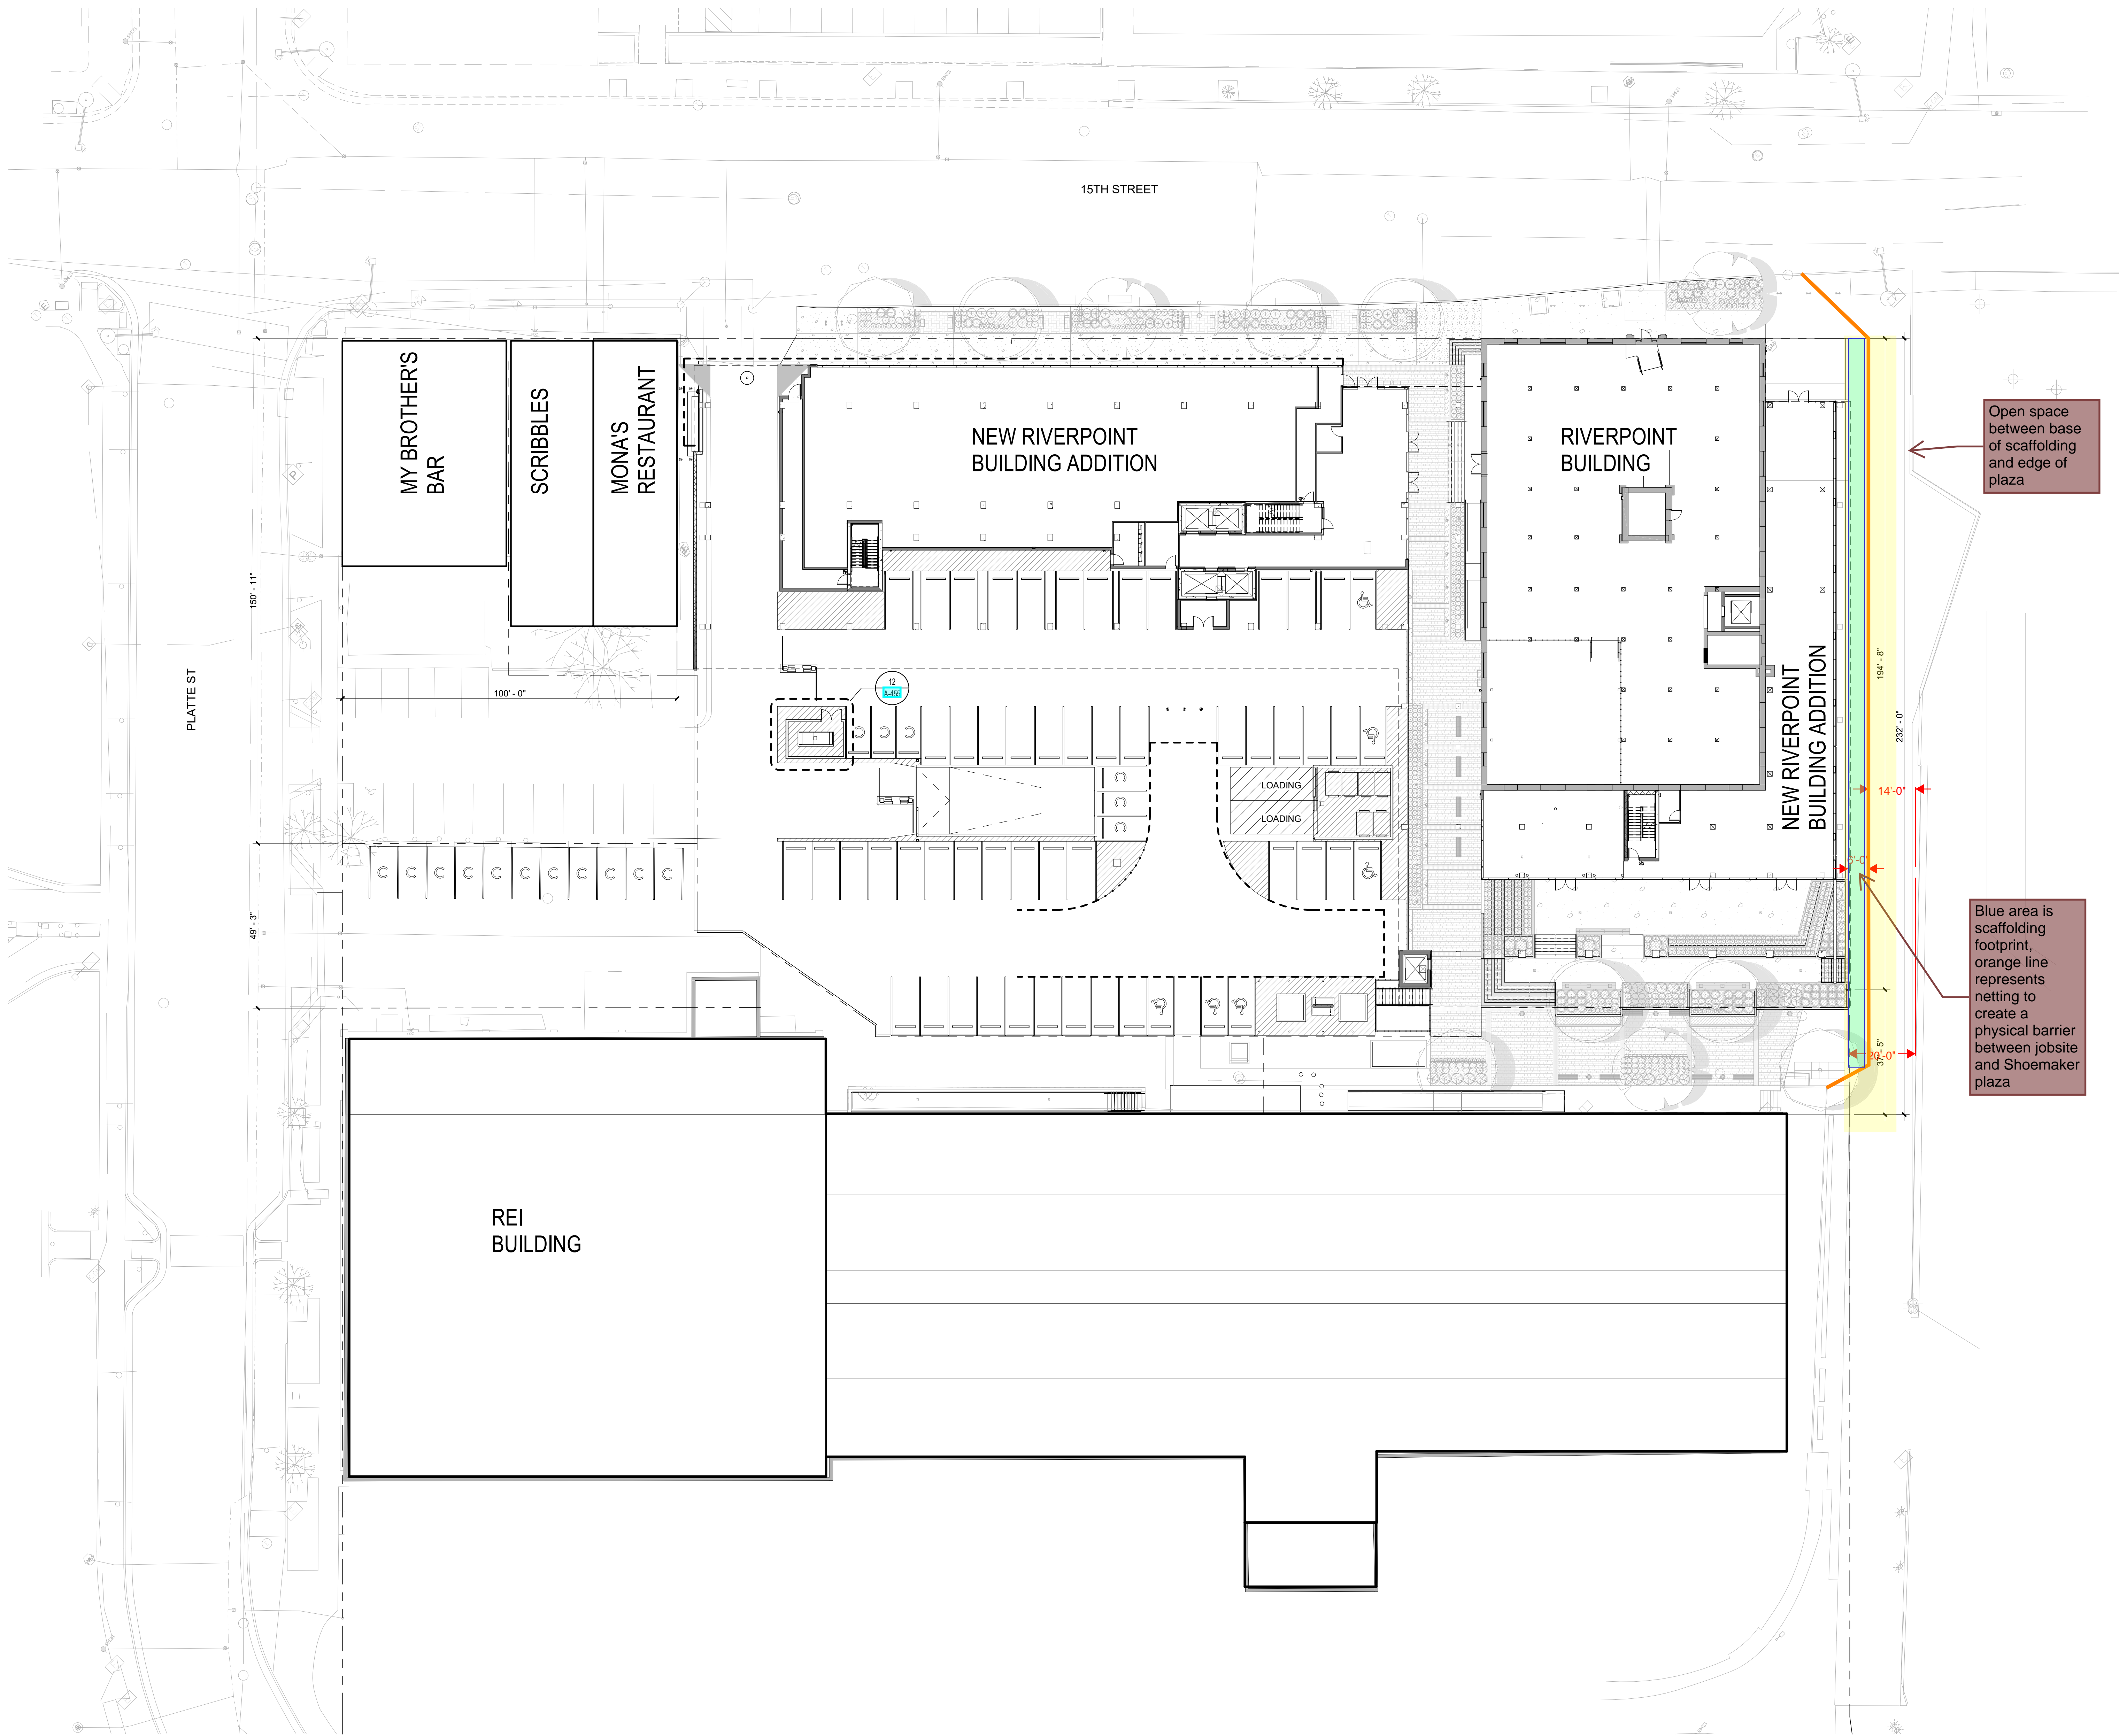 15TH STREET
MY BROTHER'S
BAR
SCRIBBLES
MONA'S
RESTAURANT
NEW RIVERPOINT
BUILDING ADDITION
RIVERPOINT
BUILDING
Open space
between base
of scaffolding
and edge of
plaza
150' - 11"
PLATTE ST
100' - 0"
12
A-455
194' - 8"
232' - 0"
NEW RIVERPOINT
BUILDING ADDITION
LOADING
LOADING
14'-0"
6'-0"
49' - 3"
Blue area is
scaffolding
footprint,
orange line
represents
netting to
create a
physical barrier
between jobsite
and Shoemaker
plaza
20'-0"
37' - 5"
REI
BUILDING